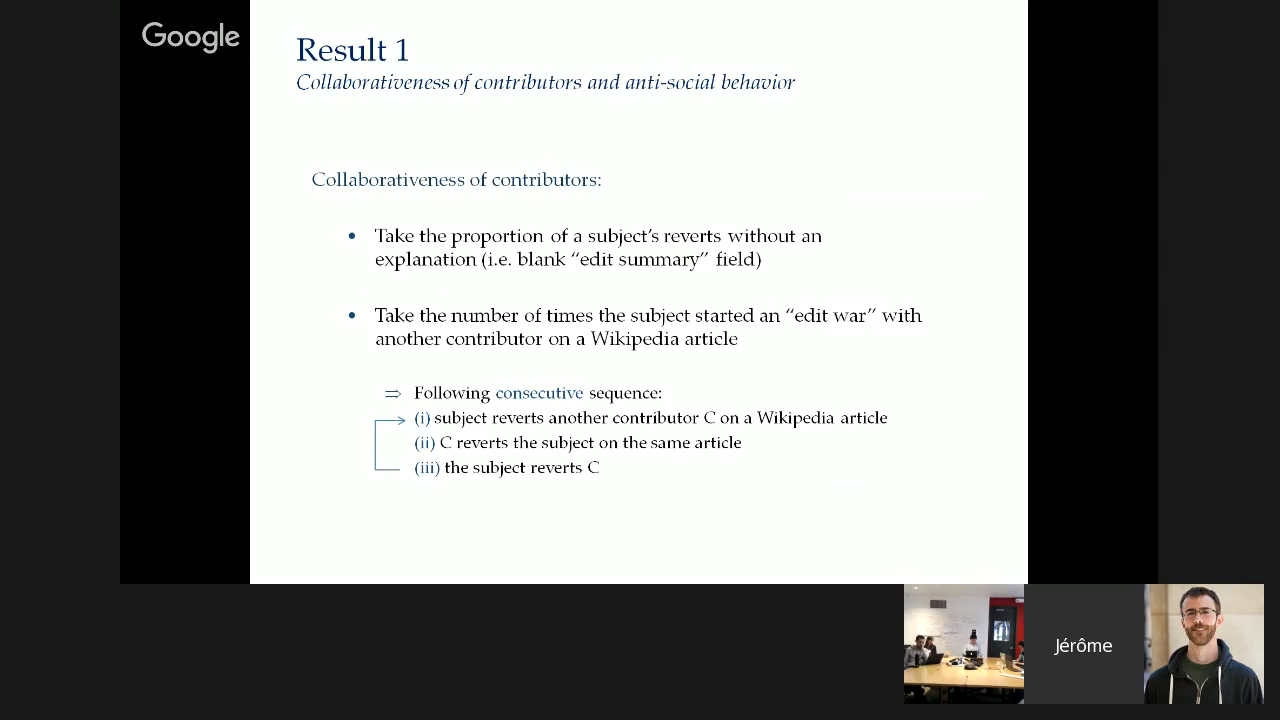 Google
Result 1
Collaborativeness of contributors and anti-social behavior
Collaborativeness of contributors:
• Take the proportion of a subject's reverts without an
explanation (i.e. blank “edit summary” field)
• Take the number of times the subject started an “edit war” with
another contributor on a Wikipedia article
⇒ Following consecutive sequence:
(i) subject reverts another contributor C on a Wikipedia article
(ii) C reverts the subject on the same article
(iii) the subject reverts C
Jérôme